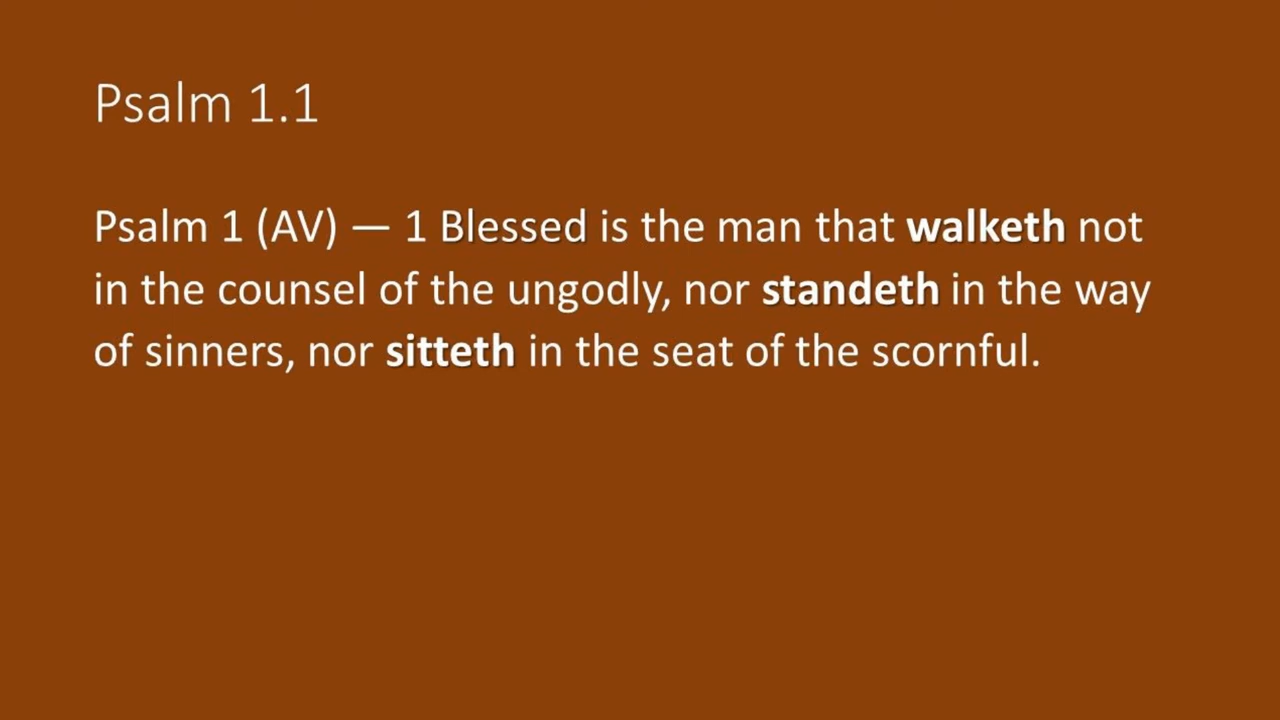 Psalm 1.1
Psalm 1 (AV) — 1 Blessed is the man that walketh not
in the counsel of the ungodly, nor standeth in the way
of sinners, nor sitteth in the seat of the scornful.